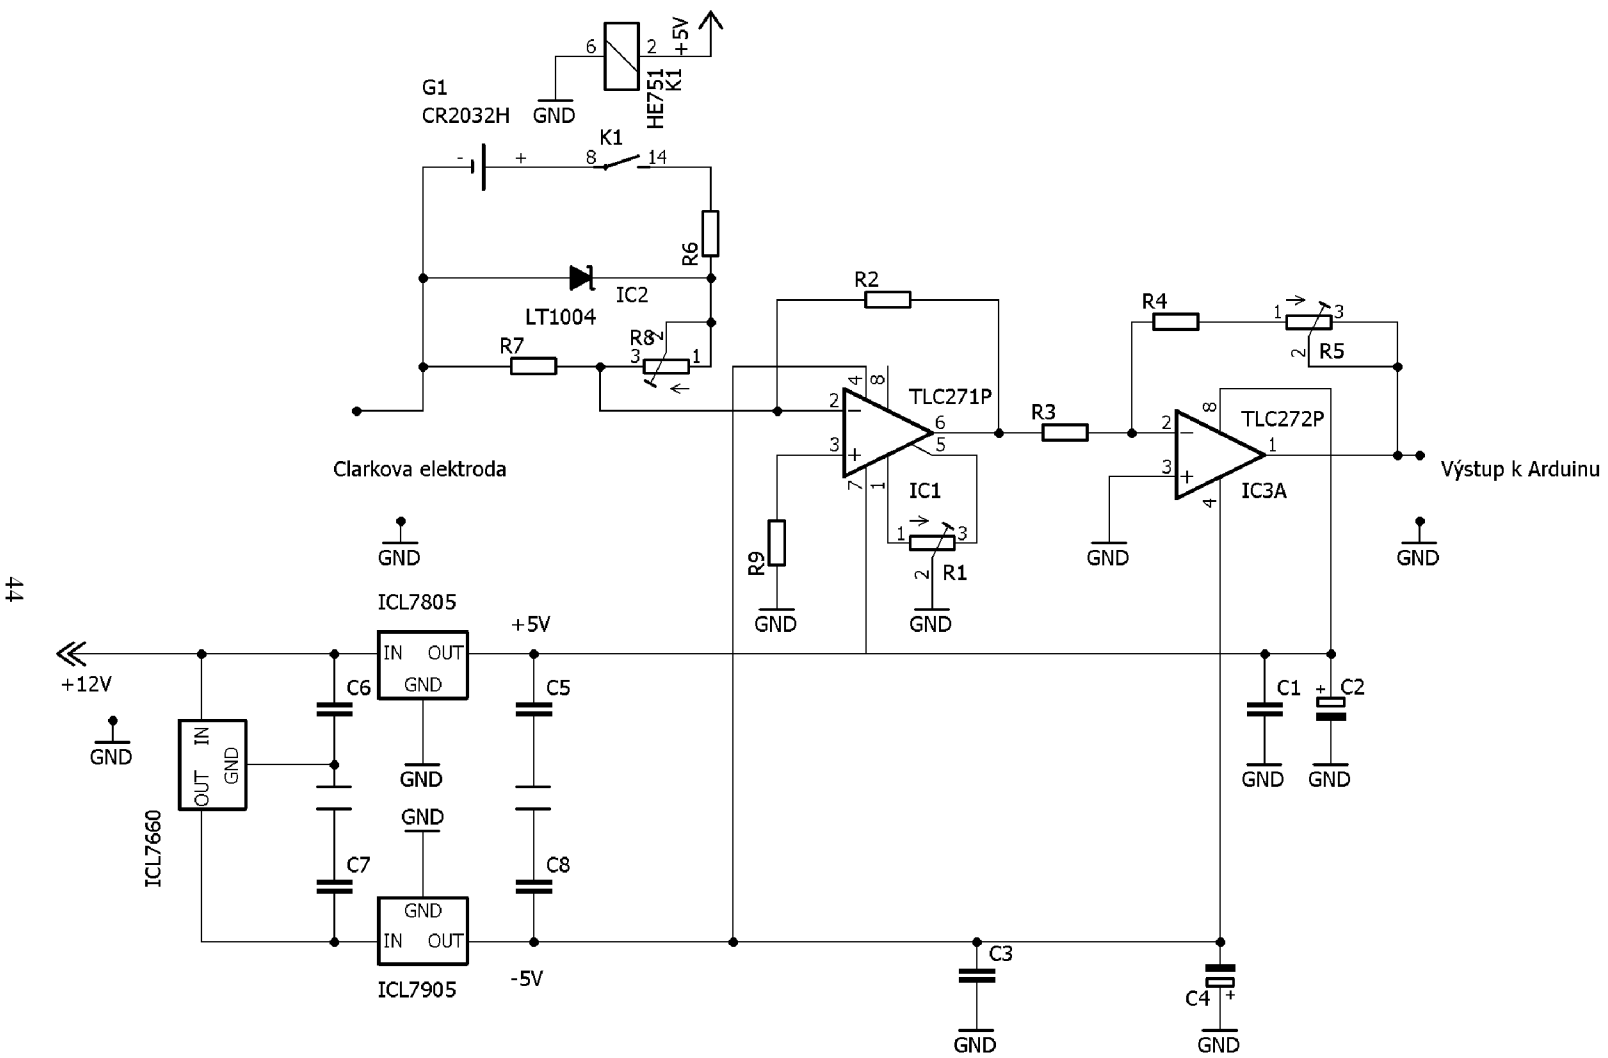 6
2
+5V
HE751
K1
GND
G1
CR2032H
-
+
K1
8
14
R6
IC2
LT1004
R7
R8
2
3
1
R2
R4
1
3
2
R5
4
8
TLC271P
2
-
3
+
6
5
7
1
IC1
R3
8
TLC272P
2
-
3
+
1
4
IC3A
Clarkova elektroda
Výstup k Arduinu
GND
R9
GND
1
3
2
R1
GND
GND
GND
44
ICL7805
+5V
IN
OUT
GND
+12V
GND
C6
C5
C1
+
C2
IN
GND
OUT
GND
GND
GND
GND
ICL7660
C7
C8
GND
IN
OUT
ICL7905
-5V
C3
C4
+
GND
GND